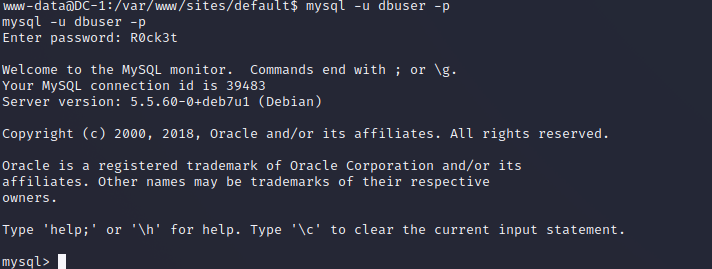 www-data@DC-1:/var/www/sites/default$ mysql -u dbuser -p
mysql -u dbuser -p
Enter password: R0ck3t
Welcome to the MySQL monitor.  Commands end with ; or \g.
Your MySQL connection id is 39483
Server version: 5.5.60-0+deb7u1 (Debian)
Copyright (c) 2000, 2018, Oracle and/or its affiliates. All rights reserved.
Oracle is a registered trademark of Oracle Corporation and/or its
affiliates. Other names may be trademarks of their respective
owners.
Type 'help;' or '\h' for help. Type '\c' to clear the current input statement.
mysql>